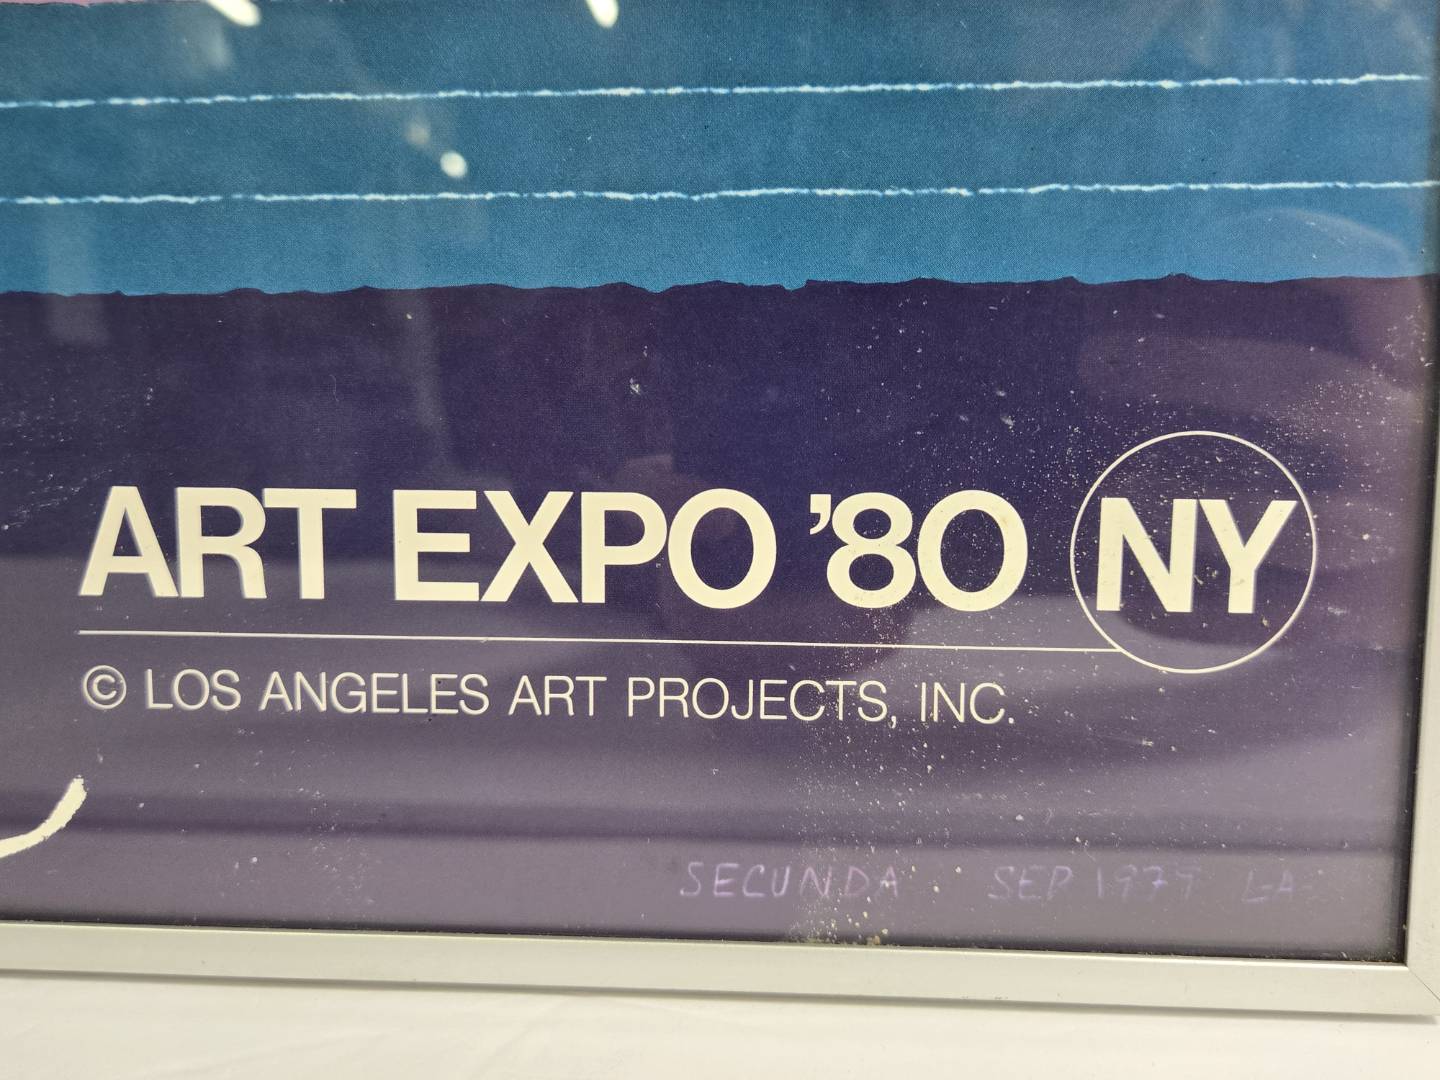 ART EXPO '80 NY
© LOS ANGELES ART PROJECTS, INC.
SECUNDA SEP 1979 LA